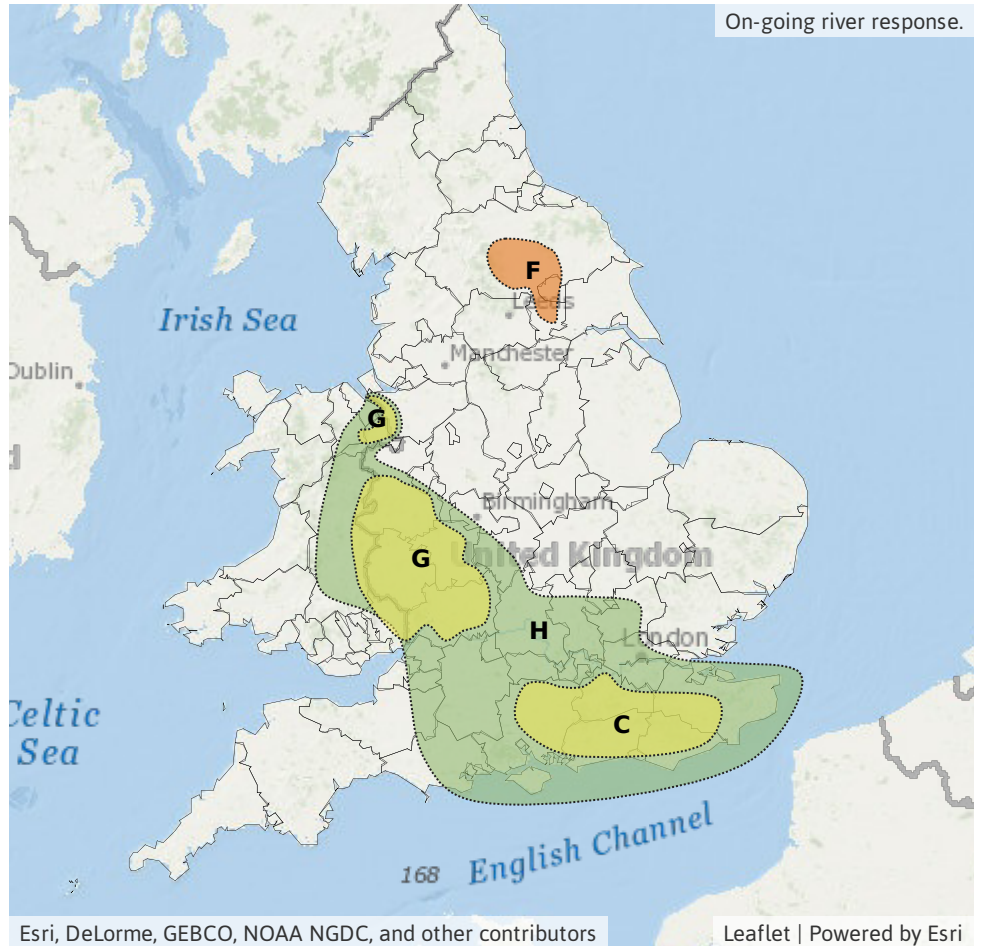 On-going river response.
F
Leeds
Irish Sea
Manchester
Dublin
G
Birmingham
United Kingdom
G
H
London
Celtic
Sea
C
English Channel
168
Esri, DeLorme, GEBCO, NOAA NGDC, and other contributors
Leaflet | Powered by Esri